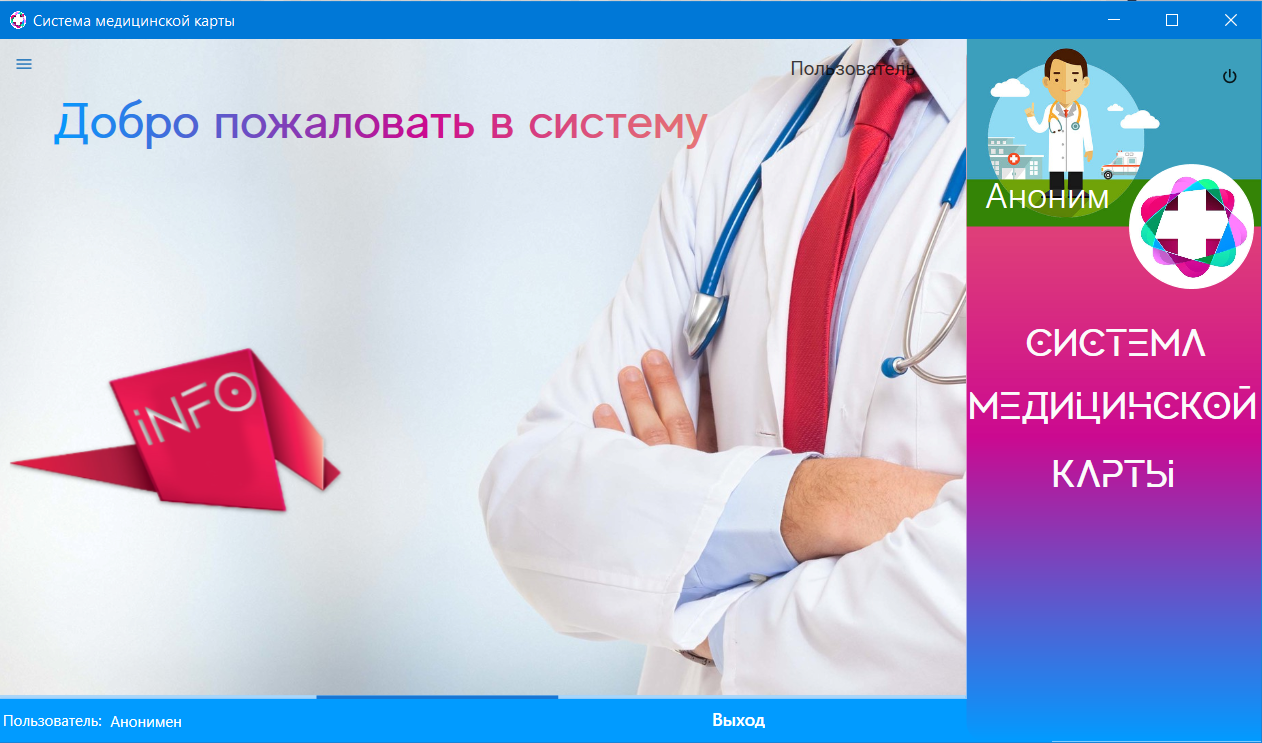 Система медицинской карты
Пользователь
Добро пожаловать в систему
Аноним
iNFO
СИСТЕМА
МЕДИЦИНСКОЙ
КАРТЫ
Пользователь: Анонимен
Выход